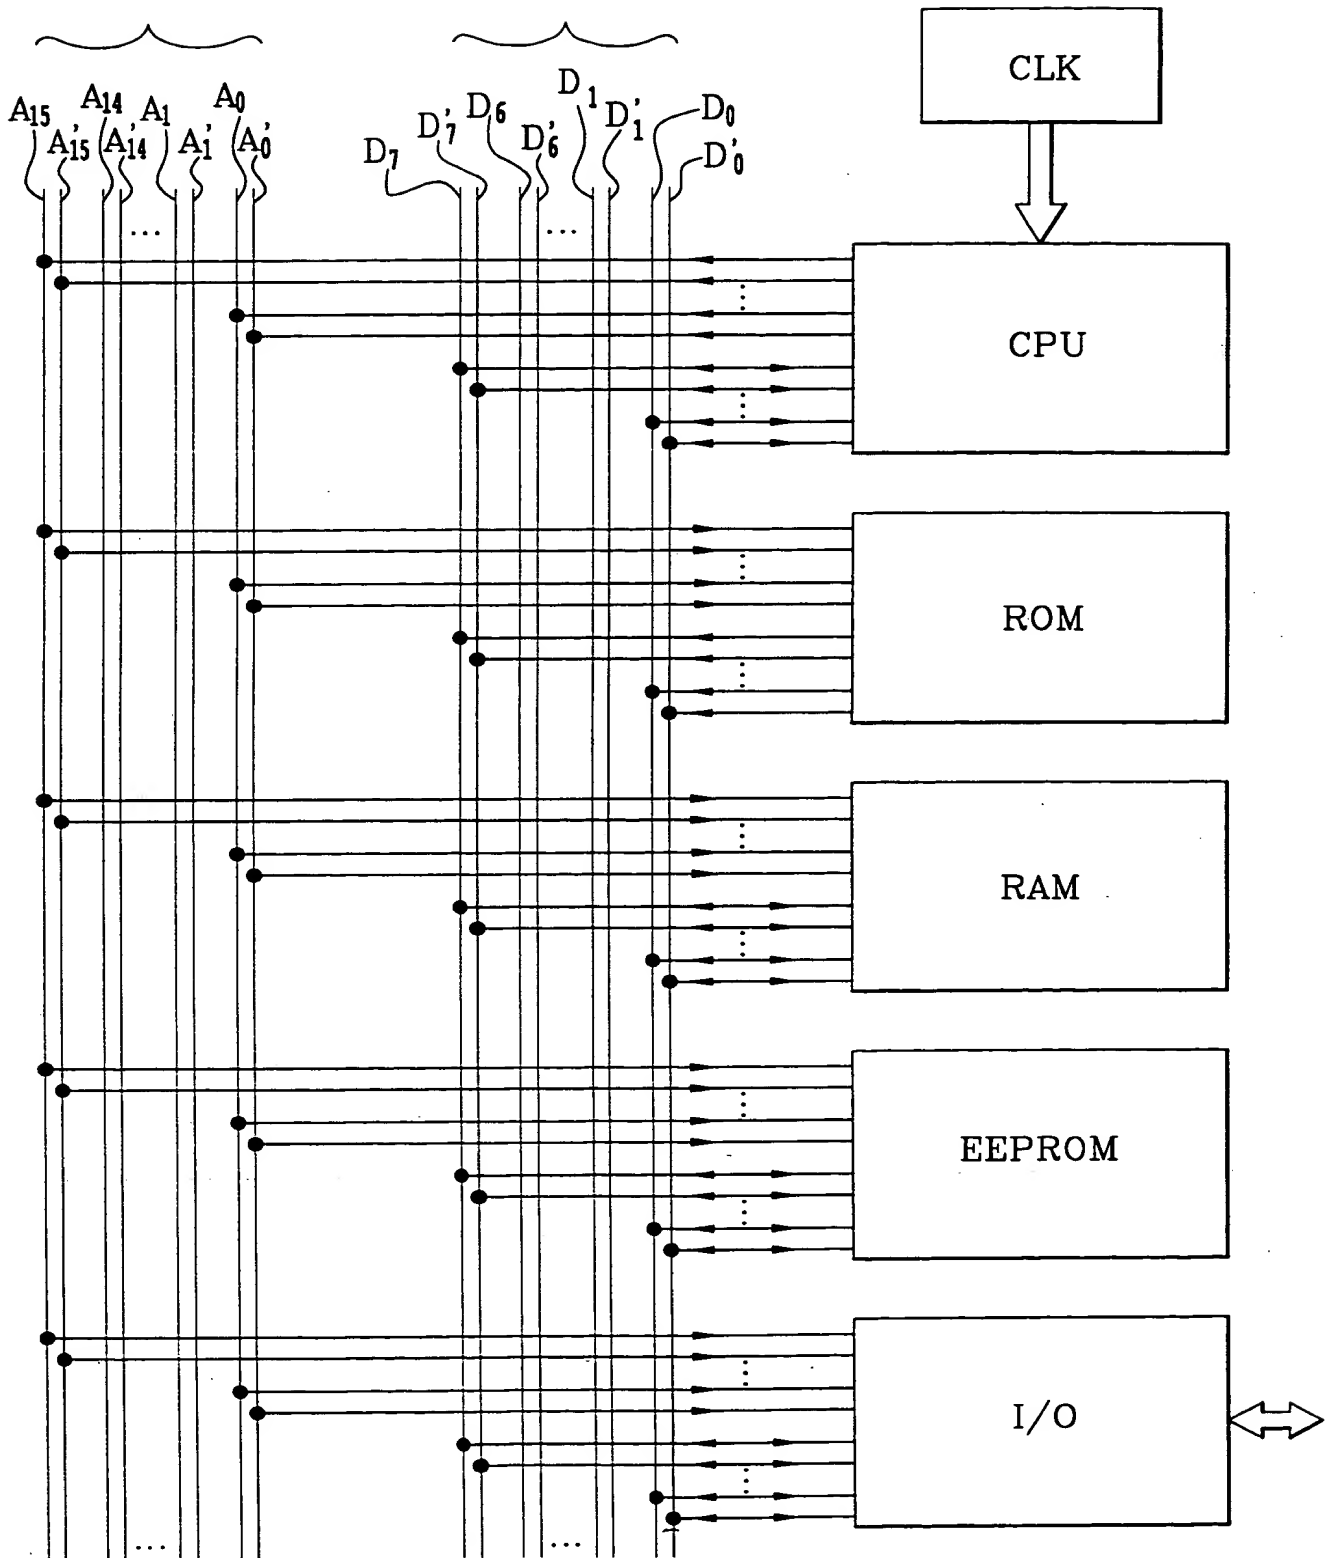 A15 A'15 A14 A'14 A1 A'1 A0 A'0
D7 D'7 D6 D'6 D1 D'1 D0 D'0
...
...
CLK
CPU
ROM
RAM
EEPROM
I/O
...
...